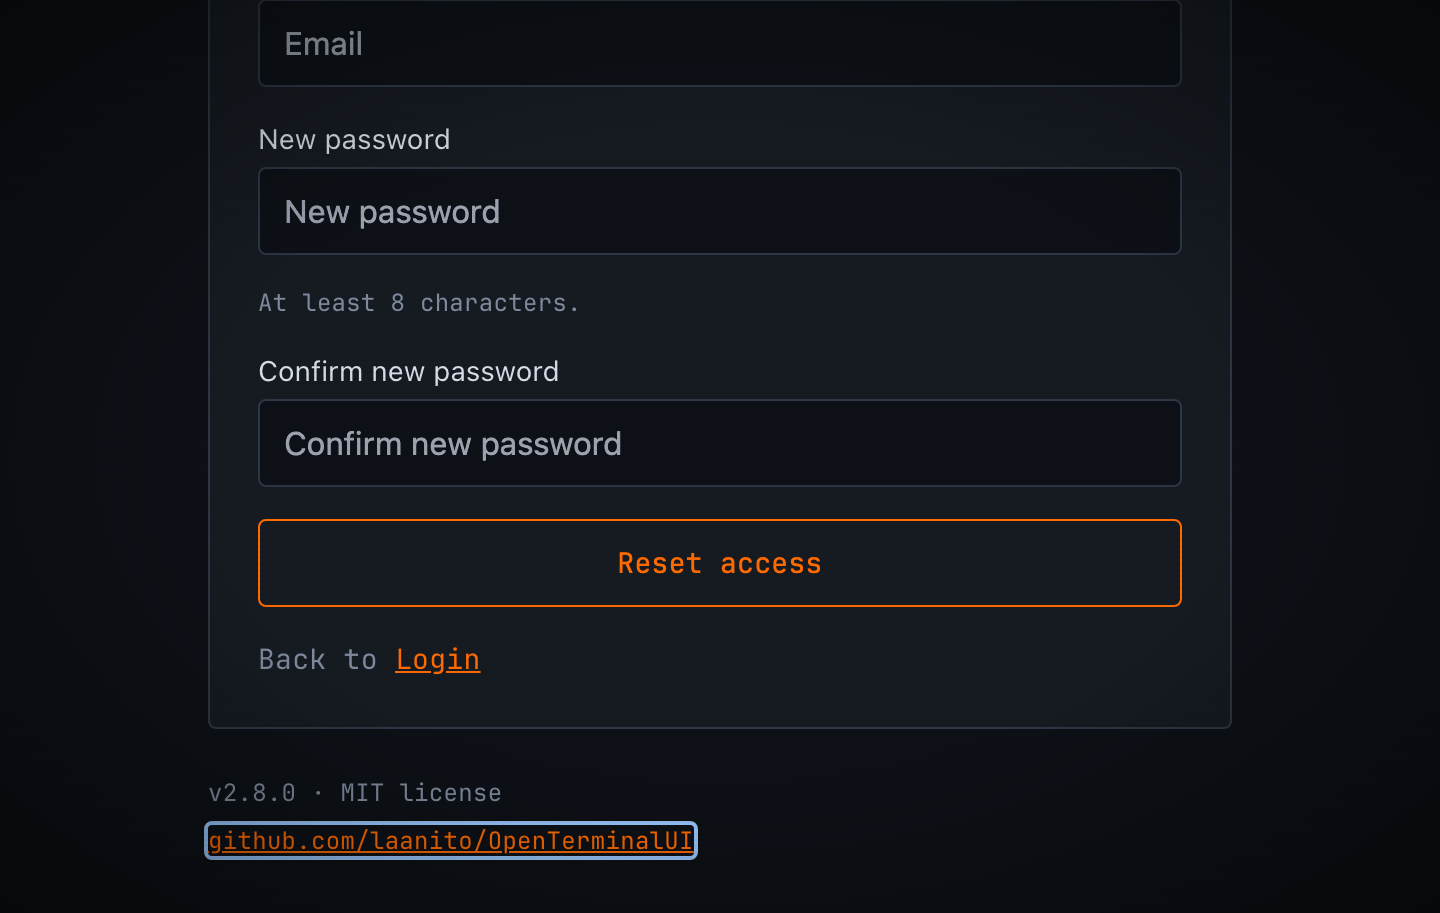 Email
New password
New password
At least 8 characters.
Confirm new password
Confirm new password
Reset access
Back to Login
v2.8.0 · MIT license
github.com/laanito/OpenTerminalUI